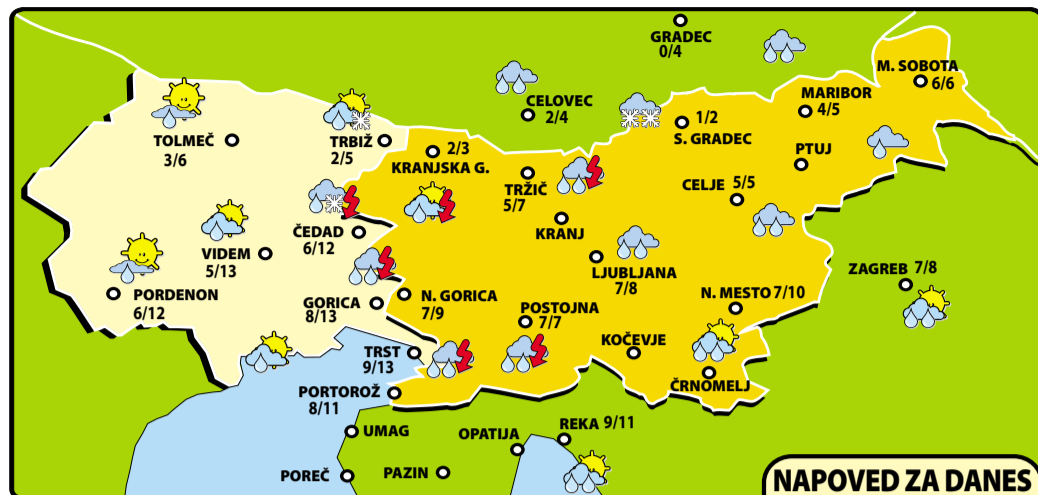 GRADEC
0/4
M. SOBOTA
6/6
MARIBOR
4/5
CELOVEC
2/4
1/2
S. GRADEC
TOLMEČ
3/6
TRBIŽ
2/5
2/3
KRANJSKA G.
PTUJ
TRŽIČ
5/7
CELJE 5/5
KRANJ
ČEDAD
6/12
VIDEM
5/13
LJUBLJANA
7/8
ZAGREB 7/8
PORDENON
6/12
GORICA
8/13
N. GORICA
7/9
N. MESTO 7/10
POSTOJNA
7/7
TRST
9/13
KOČEVJE
ČRNOMELJ
PORTOROŽ
8/11
UMAG
OPATIJA
REKA 9/11
POREČ
PAZIN
NAPOVED ZA DANES